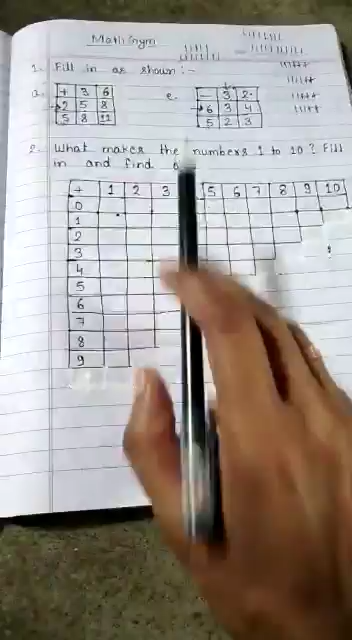 Math Gym
1. Fill in as shown :-
a. + 3 6
2 5 8
5 8 11
e. - 3 2
6 3 4
5 2 3
2. What makes the numbers 1 to 10? Fill
in and find
+ 1 2 3 5 6 7 8 9 10
0
1
2
3
4
5
6
7
8
9